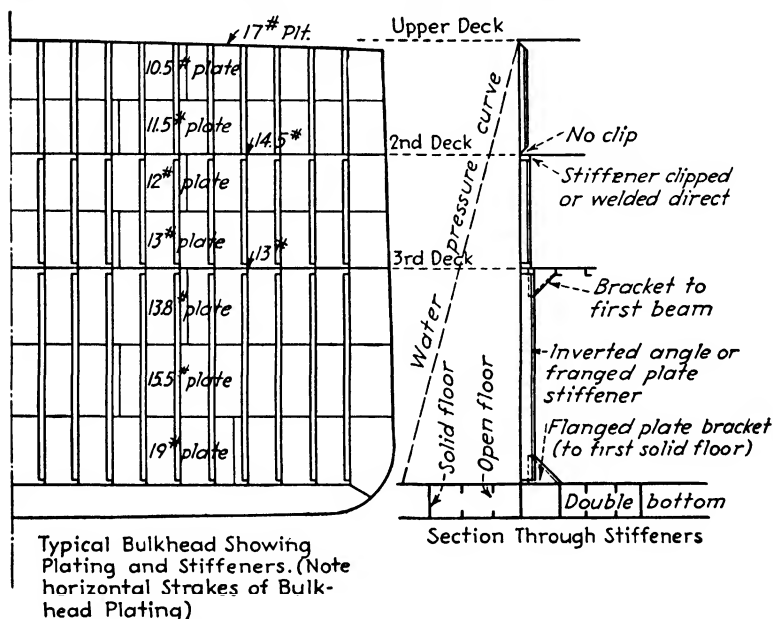 17# Plt.
10.5# plate
11.5# plate
14.5#
12# plate
13# plate
13#
13.8# plate
15.5# plate
19# plate
Typical Bulkhead Showing
Plating and Stiffeners. (Note
horizontal Strakes of Bulk-
head Plating)
Upper Deck
2nd Deck
3rd Deck
Water pressure curve
No clip
Stiffener clipped
or welded direct
Bracket to
first beam
Inverted angle or
franged plate
stiffener
Flanged plate bracket
(to first solid floor)
Solid floor
Open floor
Double bottom
Section Through Stiffeners